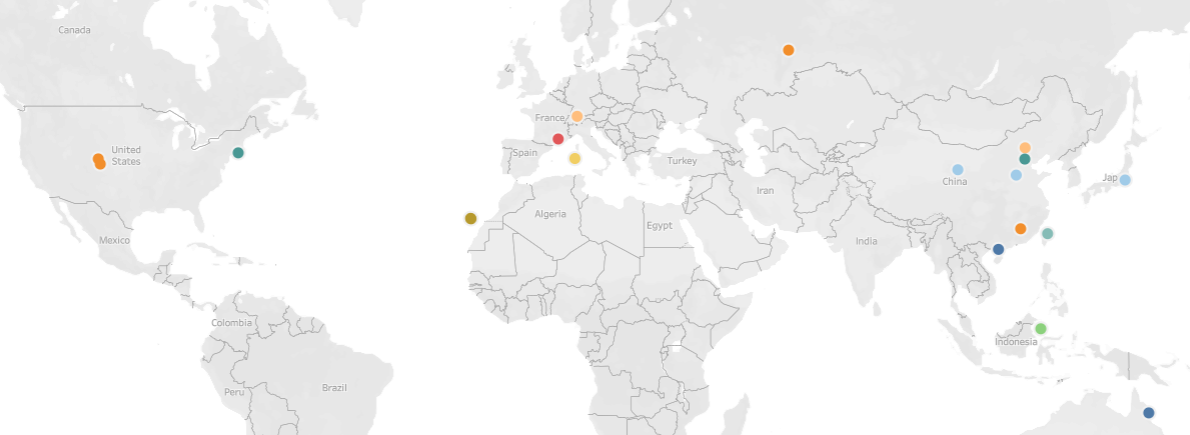 Canada
France
United
States
Spain
Turkey
China
Jap
Iran
Algeria
Egypt
Mexico
India
Colombia
Indonesia
Peru
Brazil